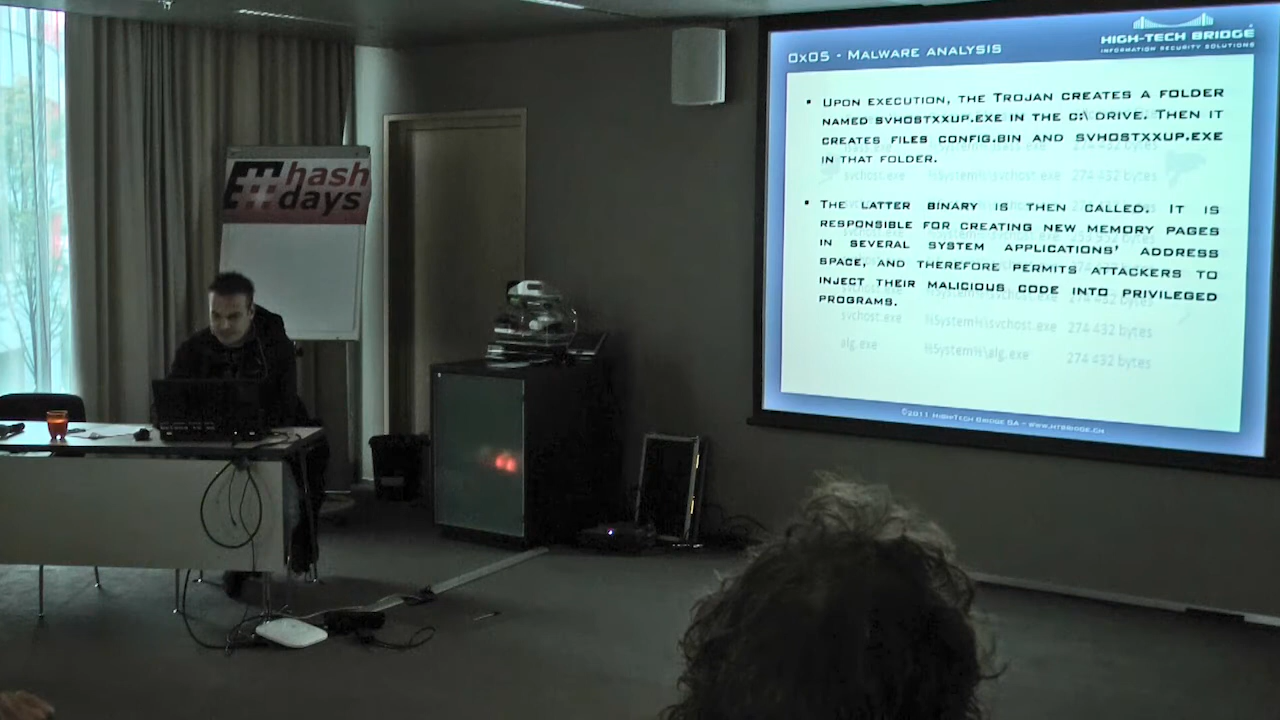 hash
days
0x05 - Malware analysis
HIGH-TECH BRIDGE
INFORMATION SECURITY SOLUTIONS
▪ Upon execution, the Trojan creates a folder
named svhostxxup.exe in the c:\ drive. Then it
creates files config.bin and svhostxxup.exe
in that folder.
▪ The latter binary is then called. It is
responsible for creating new memory pages
in several system applications' address
space, and therefore permits attackers to
inject their malicious code into privileged
programs.
svchost.exe %System%\svchost.exe 274 432 bytes
alg.exe %System%\alg.exe 274 432 bytes
©2011 High-Tech Bridge SA – www.htbridge.ch